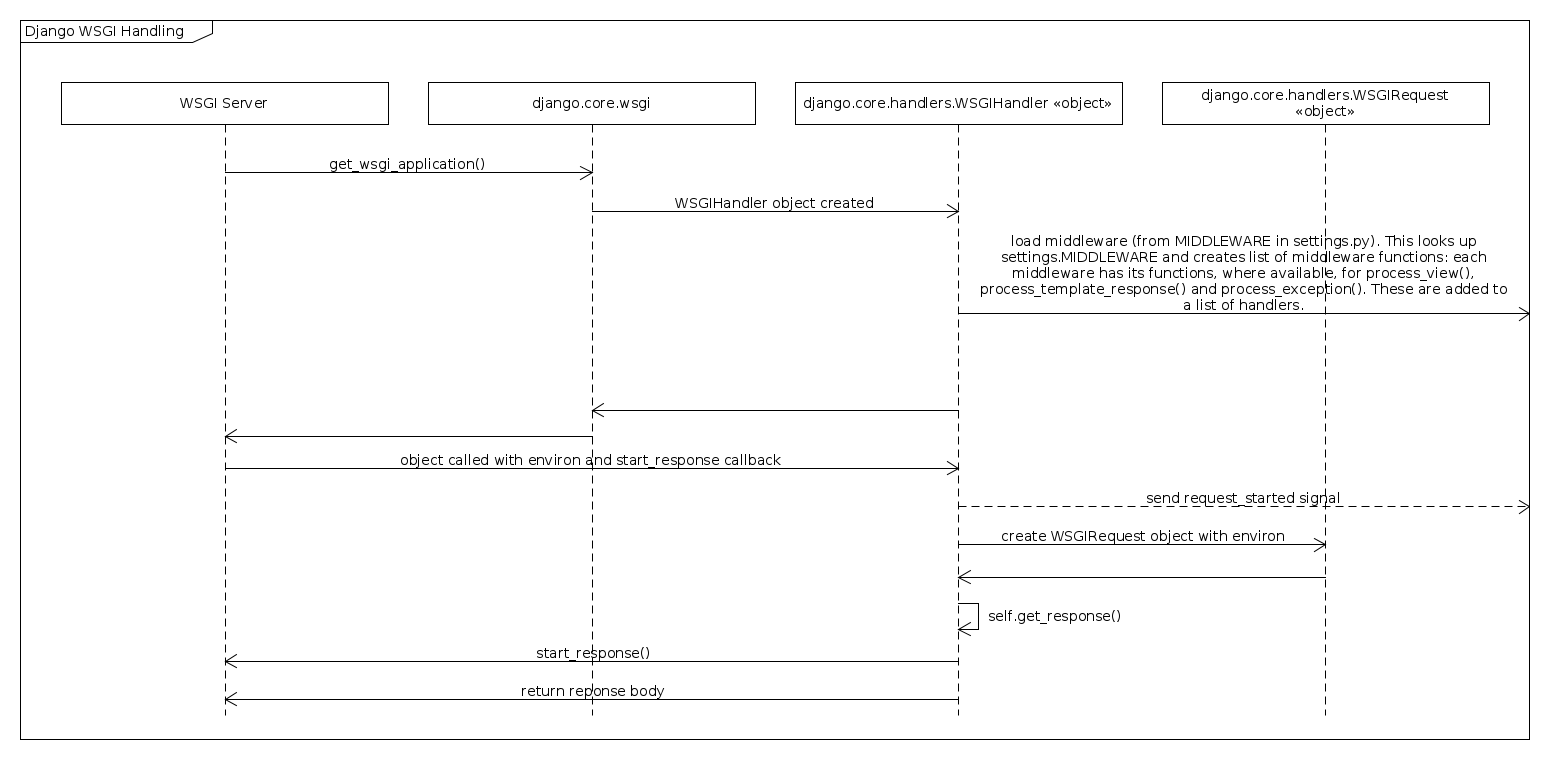 Django WSGI Handling
WSGI Server
django.core.wsgi
django.core.handlers.WSGIHandler «object»
django.core.handlers.WSGIRequest
«object»
get_wsgi_application()
WSGIHandler object created
load middleware (from MIDDLEWARE in settings.py). This looks up
settings.MIDDLEWARE and creates list of middleware functions: each
middleware has its functions, where available, for process_view(),
process_template_response() and process_exception(). These are added to
a list of handlers.
object called with environ and start_response callback
send request_started signal
create WSGIRequest object with environ
self.get_response()
start_response()
return reponse body